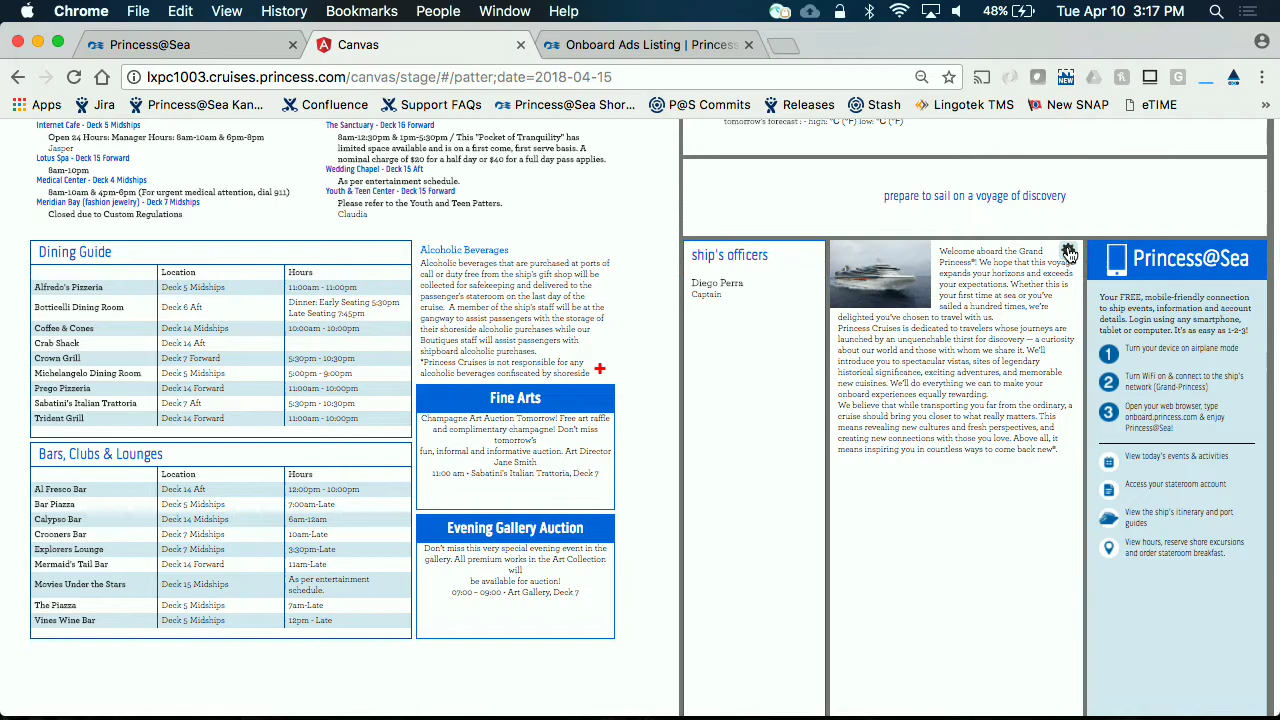 Chrome File Edit View History Bookmarks People Window Help
48% Tue Apr 10 3:17 PM
Princess@Sea
Canvas
Onboard Ads Listing | Princess
lxpc1003.cruises.princess.com/canvas/stage/#/patter;date=2018-04-15
Apps Jira Princess@Sea Kan... Confluence Support FAQs Princess@Sea Shor... P@S Commits Releases Stash Lingotek TMS New SNAP eTIME
Internet Cafe - Deck 5 Midships
Open 24 Hours: Manager Hours: 8am-10am & 6pm-8pm
Jasper
Lotus Spa - Deck 15 Forward
8am-10pm
Medical Center - Deck 4 Midships
8am-10am & 4pm-6pm (For urgent medical attention, dial 911)
Meridian Bay (fashion jewelry) - Deck 7 Midships
Closed due to Custom Regulations
The Sanctuary - Deck 16 Forward
8am-12:30pm & 1pm-5:30pm / This "Pocket of Tranquility" has
limited space available and is on a first come, first serve basis. A
nominal charge of $20 for a half day or $40 for a full day pass applies.
Wedding Chapel - Deck 15 Aft
As per entertainment schedule.
Youth & Teen Center - Deck 15 Forward
Please refer to the Youth and Teen Patters.
Claudia
Dining Guide
Location Hours
Alfredo's Pizzeria Deck 5 Midships 11:00am - 11:00pm
Botticelli Dining Room Deck 6 Aft Dinner: Early Seating 5:30pm
Late Seating 7:45pm
Coffee & Cones Deck 14 Midships 10:00am - 10:00pm
Crab Shack Deck 14 Aft
Crown Grill Deck 7 Forward 5:30pm - 10:30pm
Michelangelo Dining Room Deck 5 Midships 5:00pm - 9:00pm
Prego Pizzeria Deck 14 Forward 11:00am - 10:00pm
Sabatini's Italian Trattoria Deck 7 Aft 5:30pm - 10:30pm
Trident Grill Deck 14 Forward 11:00am - 10:00pm
Bars, Clubs & Lounges
Location Hours
Al Fresco Bar Deck 14 Aft 12:00pm - 10:00pm
Bar Piazza Deck 5 Midships 7:00am-Late
Calypso Bar Deck 14 Midships 6am-12am
Crooners Bar Deck 7 Midships 10am-Late
Explorers Lounge Deck 7 Midships 3:30pm-Late
Mermaid's Tail Bar Deck 14 Forward 11am-Late
Movies Under the Stars Deck 15 Midships As per entertainment
schedule.
The Piazza Deck 5 Midships 7am-Late
Vines Wine Bar Deck 5 Midships 12pm - Late
Alcoholic Beverages
Alcoholic beverages that are purchased at ports of
call or duty free from the ship's gift shop will be
collected for safekeeping and delivered to the
passenger's stateroom on the last day of the
cruise. A member of the ship's staff will be at the
gangway to assist passengers with the storage of
their shoreside alcoholic purchases while our
Boutiques staff will assist passengers with
shipboard alcoholic purchases.
*Princess Cruises is not responsible for any
alcoholic beverages confiscated by shoreside
Fine Arts
Champagne Art Auction Tomorrow! Free art raffle
and complimentary champagne! Don't miss
tomorrow's
fun, informal and informative auction. Art Director
Jane Smith
11:00 am • Sabatini's Italian Trattoria, Deck 7
Evening Gallery Auction
Don't miss this very special evening event in the
gallery. All premium works in the Art Collection
will
be available for auction!
07:00 - 09:00 • Art Gallery, Deck 7
tomorrow's forecast : - high: °C (°F) low: °C (°F)
prepare to sail on a voyage of discovery
ship's officers
Diego Perra
Captain
Welcome aboard the Grand
Princess®! We hope that this voyage
expands your horizons and exceeds
your expectations. Whether this is
your first time at sea or you've
sailed a hundred times, we're
delighted you've chosen to travel with us.
Princess Cruises is dedicated to travelers whose journeys are
launched by an unquenchable thirst for discovery — a curiosity
about our world and those with whom we share it. We'll
introduce you to spectacular vistas, sites of legendary
historical significance, exciting adventures, and memorable
new cuisines. We'll do everything we can to make your
onboard experiences equally rewarding.
We believe that while transporting you far from the ordinary, a
cruise should bring you closer to what really matters. This
means revealing new cultures and fresh perspectives, and
creating new connections with those you love. Above all, it
means inspiring you in countless ways to come back new®.
Princess@Sea
Your FREE, mobile-friendly connection
to ship events, information and account
details. Login using any smartphone,
tablet or computer. It's as easy as 1-2-3!
1 Turn your device on airplane mode
2 Turn WiFi on & connect to the ship's
network (Grand-Princess)
3 Open your web browser, type
onboard.princess.com & enjoy
Princess@Sea!
View today's events & activities
Access your stateroom account
View the ship's itinerary and port
guides
View hours, reserve shore excursions
and order stateroom breakfast.